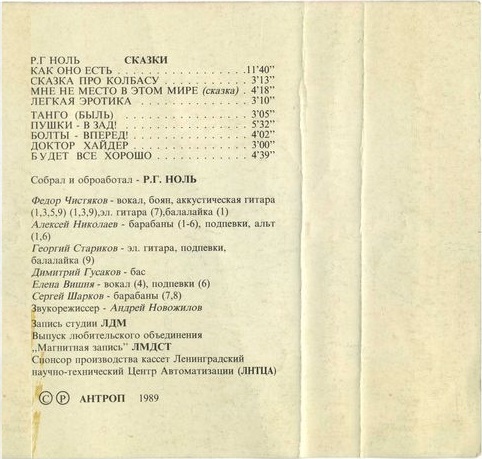 Р.Г НОЛЬ СКАЗКИ
КАК ОНО ЕСТЬ . . . . . . . . . . . . . . . . . .11'40"
СКАЗКА ПРО КОЛБАСУ . . . . . . . . . . . . 3'13"
МНЕ НЕ МЕСТО В ЭТОМ МИРЕ (сказка) . 4'18"
ЛЕГКАЯ ЭРОТИКА . . . . . . . . . . . . . . . . 3'10"
ТАНГО (БЫЛЬ) . . . . . . . . . . . . . . . . . . 3'05"
ПУШКИ - В ЗАД! . . . . . . . . . . . . . . . . . 5'32"
БОЛТЫ - ВПЕРЕД! . . . . . . . . . . . . . . . . 4'02"
ДОКТОР ХАЙДЕР . . . . . . . . . . . . . . . . . 3'00"
БУДЕТ ВСЕ ХОРОШО . . . . . . . . . . . . . . 4'39"
Собрал и оброаботал - Р.Г. НОЛЬ
Федор Чистяков - вокал, боян, аккустическая гитара
(1,3,5,9) (1,3,9),эл. гитара (7),балалайка (1)
Алексей Николаев - барабаны (1-6), подпевки, альт
(1,6)
Георгий Стариков - эл. гитара, подпевки,
балалайка (9)
Димитрий Гусаков - бас
Елена Вишня - вокал (4), подпевки (6)
Сергей Шарков - барабаны (7,8)
Звукорежиссер - Андрей Новожилов
Запись студии ЛДМ
Выпуск любительского объединения
,,Магнитная запись" ЛМДСТ
Спонсор производства кассет Ленинградский
научно-технический Центр Автоматизации (ЛНТЦА)
Ⓒ Ⓟ АНТРОП 1989